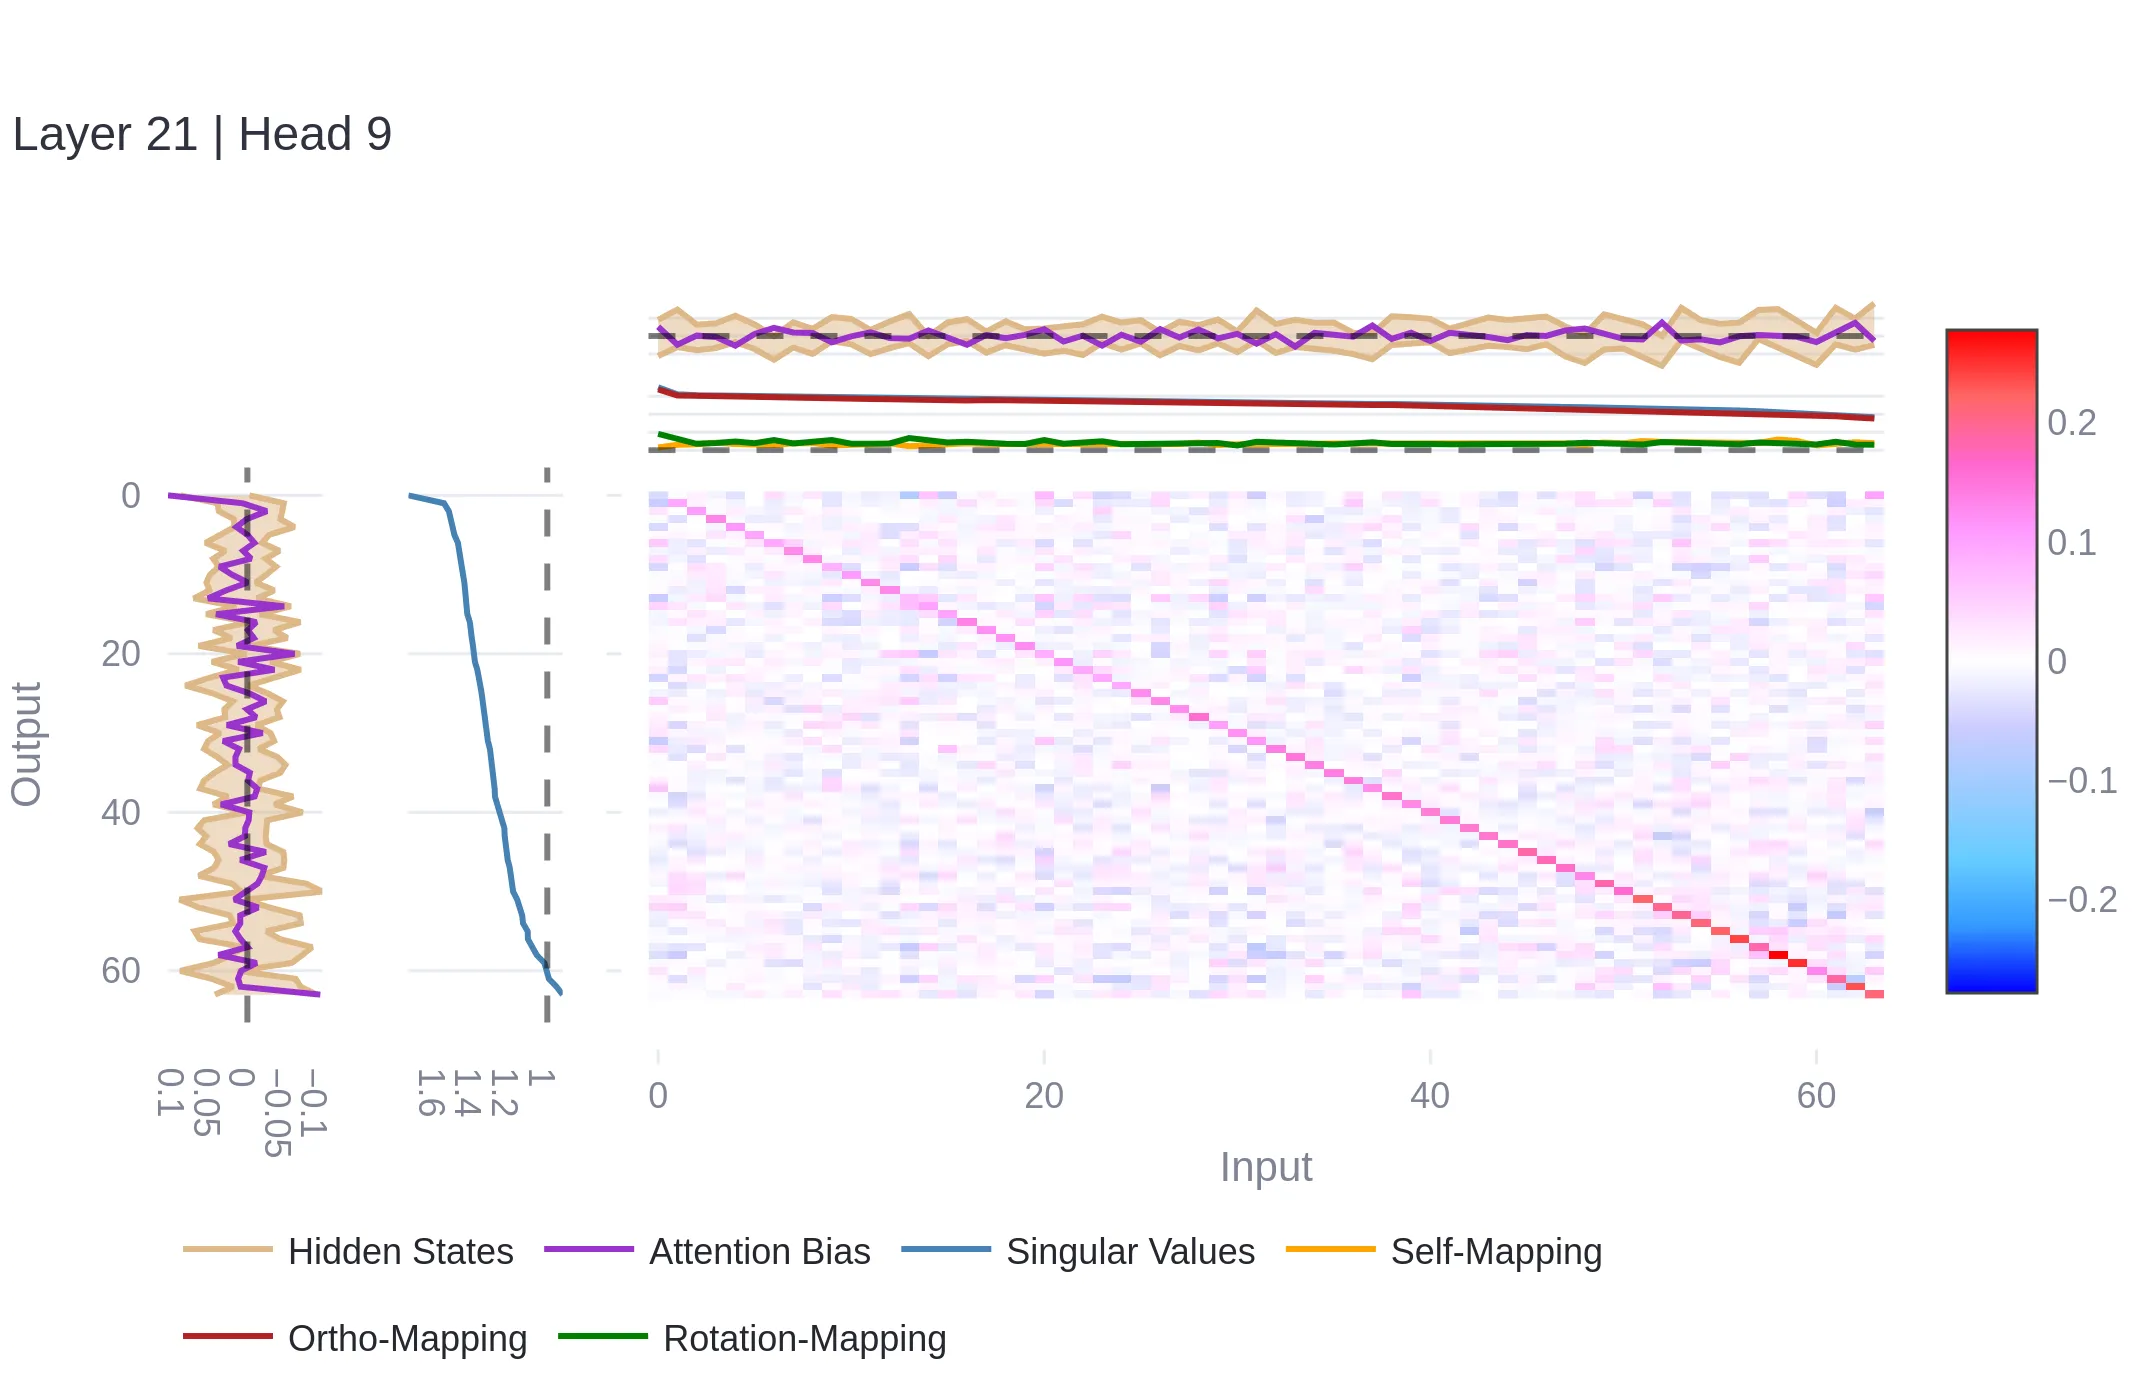 Layer 21 | Head 9
0
20
40
60
Output
0.1
0.05
0
−0.05
−0.1
1.6
1.4
1.2
1
0
20
40
60
Input
0.2
0.1
0
−0.1
−0.2
Hidden States
Attention Bias
Singular Values
Self-Mapping
Ortho-Mapping
Rotation-Mapping